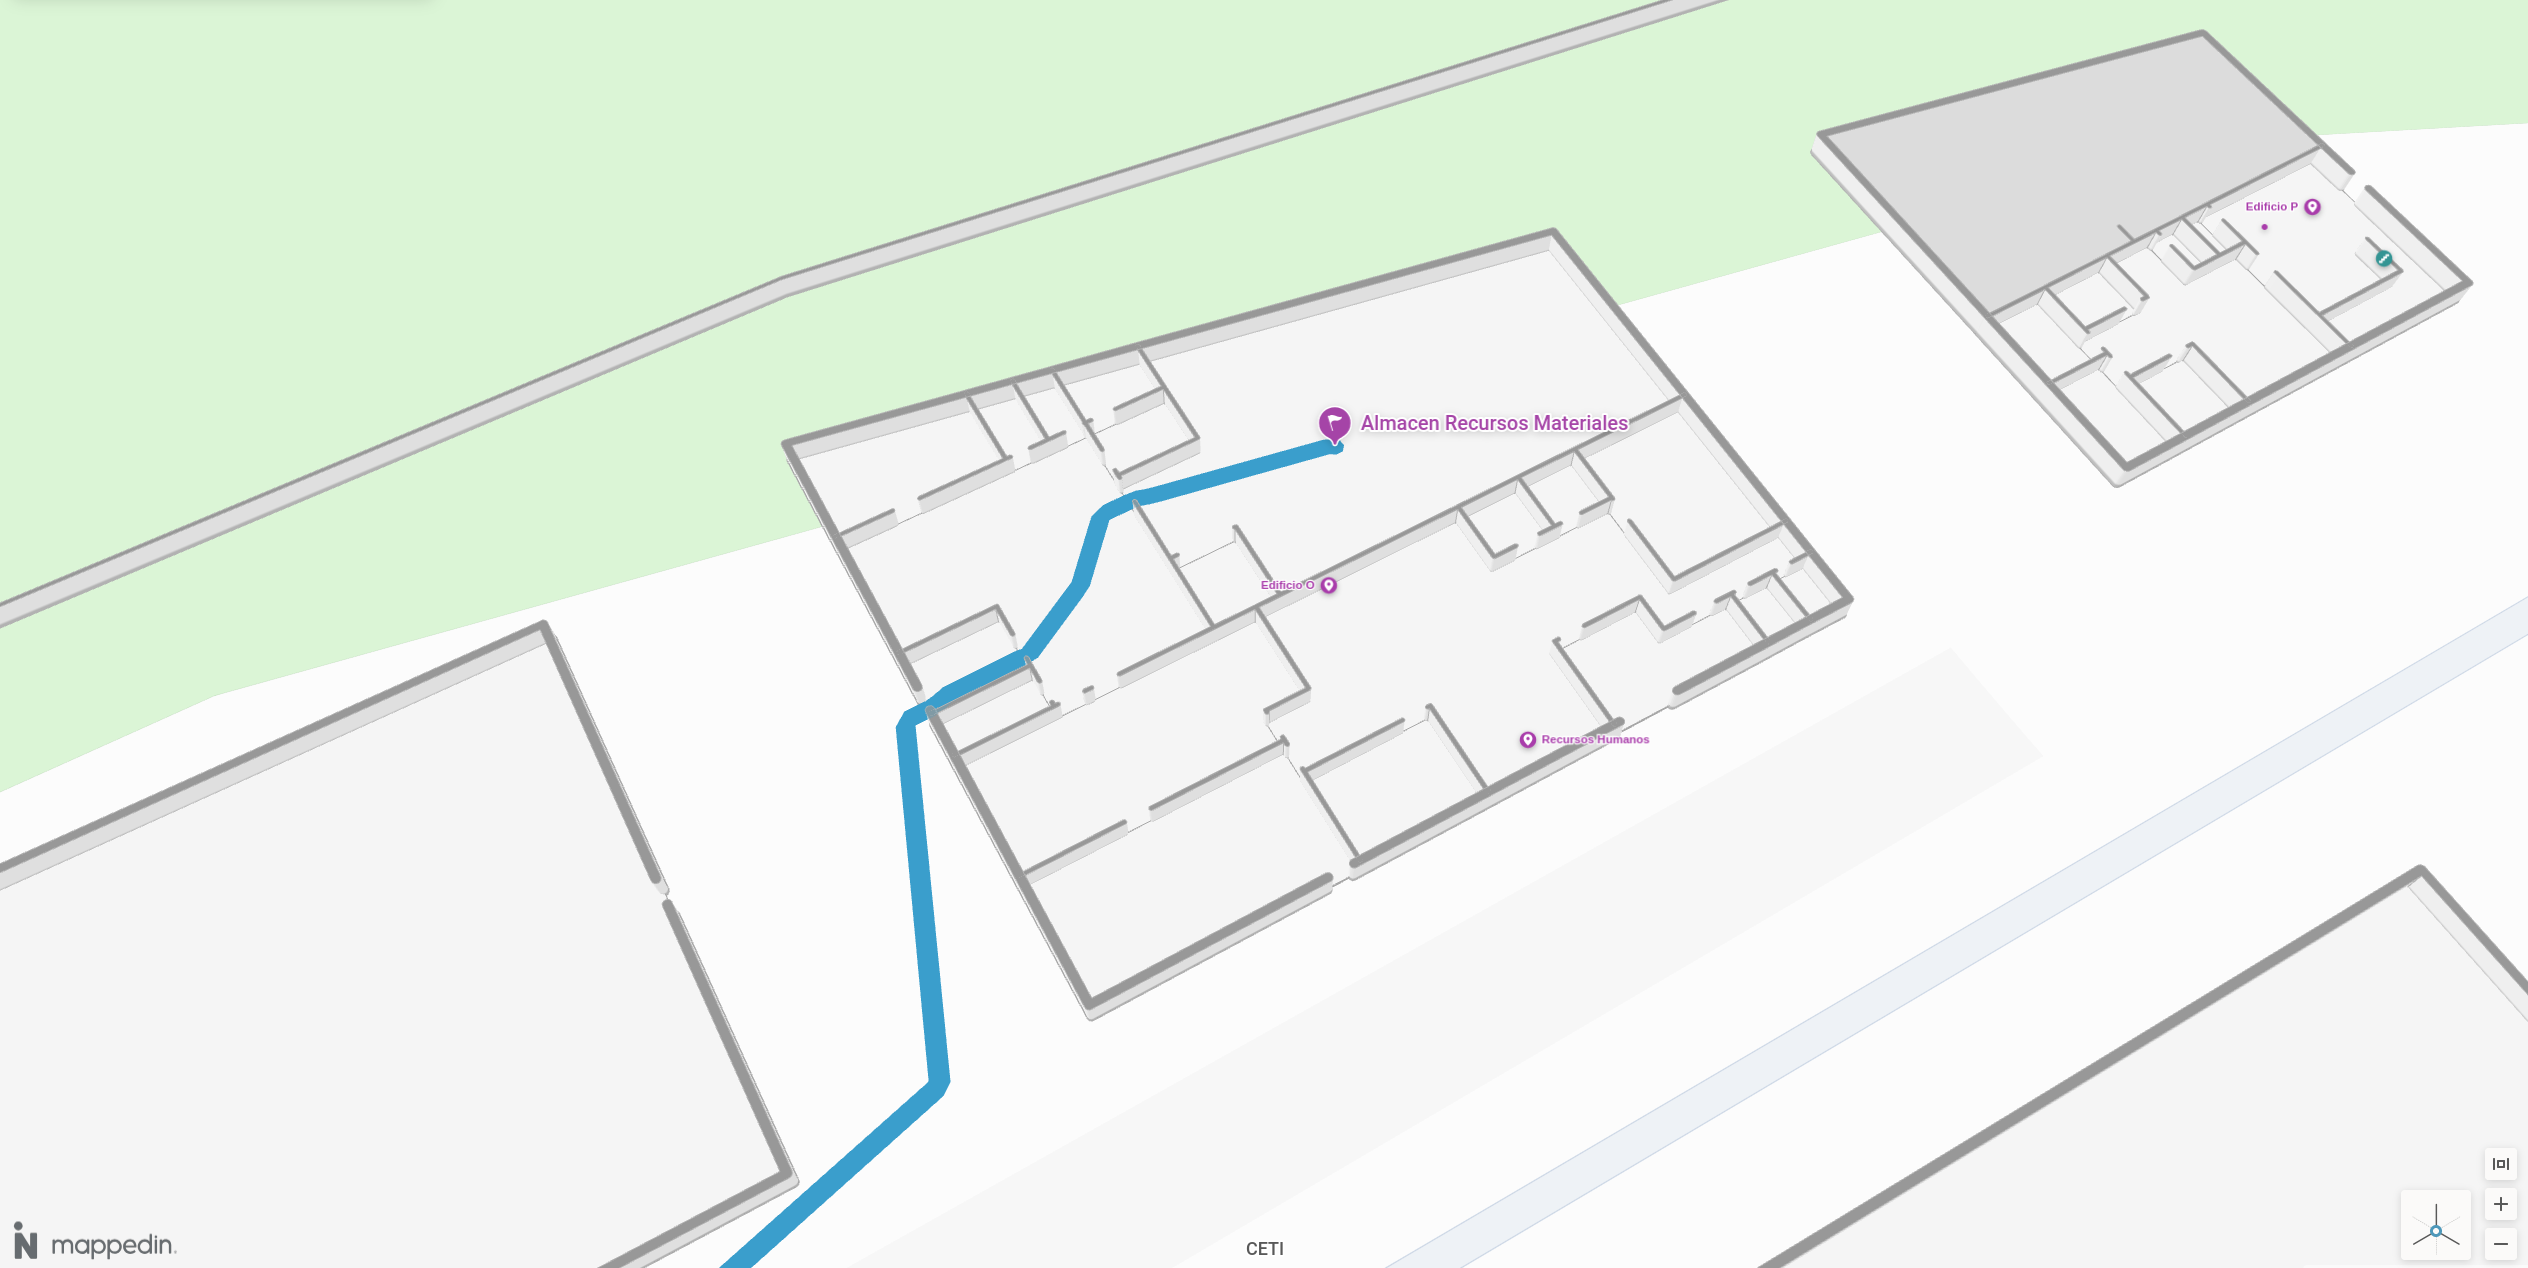 Edificio P
Almacen Recursos Materiales
Edificio O
Recursos Humanos
mappedin.
CETI